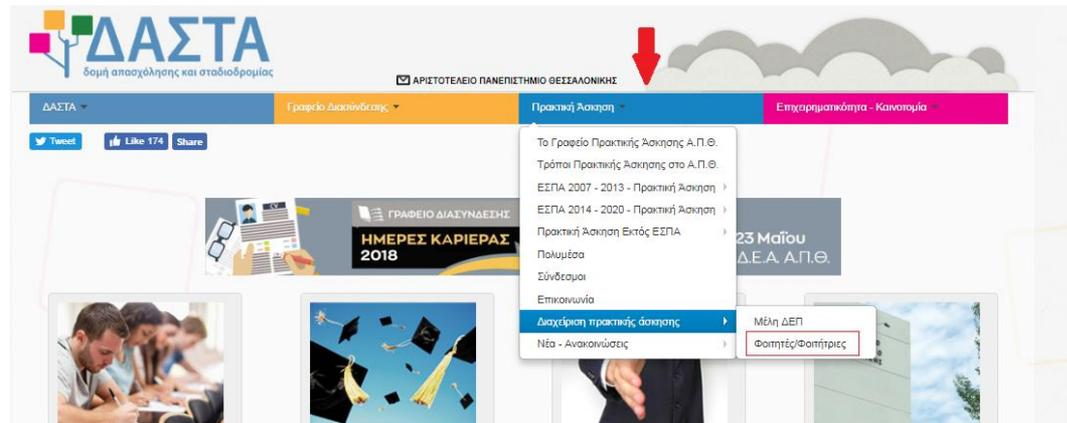 ΔΑΣΤΑ
δομή απασχόλησης και σταδιοδρομίας
ΑΡΙΣΤΟΤΕΛΕΙΟ ΠΑΝΕΠΙΣΤΗΜΙΟ ΘΕΣΣΑΛΟΝΙΚΗΣ
ΔΑΣΤΑ
Γραφείο Διασύνδεσης
Πρακτική Άσκηση
Επιχειρηματικότητα - Καινοτομία
Tweet
Like 174
Share
Το Γραφείο Πρακτικής Άσκησης Α.Π.Θ.
Τρόποι Πρακτικής Άσκησης στο Α.Π.Θ.
ΕΣΠΑ 2007 - 2013 - Πρακτική Άσκηση
ΕΣΠΑ 2014 - 2020 - Πρακτική Άσκηση
Πρακτική Άσκηση Εκτός ΕΣΠΑ
Πολυμέσα
Σύνδεσμοι
Επικοινωνία
Διαχείριση πρακτικής άσκησης
Νέα - Ανακοινώσεις
Μέλη ΔΕΠ
Φοιτητές/Φοιτήτριες
CV
ΓΡΑΦΕΙΟ ΔΙΑΣΥΝΔΕΣΗΣ
ΗΜΕΡΕΣ ΚΑΡΙΕΡΑΣ
2018
23 Μαΐου
Δ.Ε.Α. Α.Π.Θ.